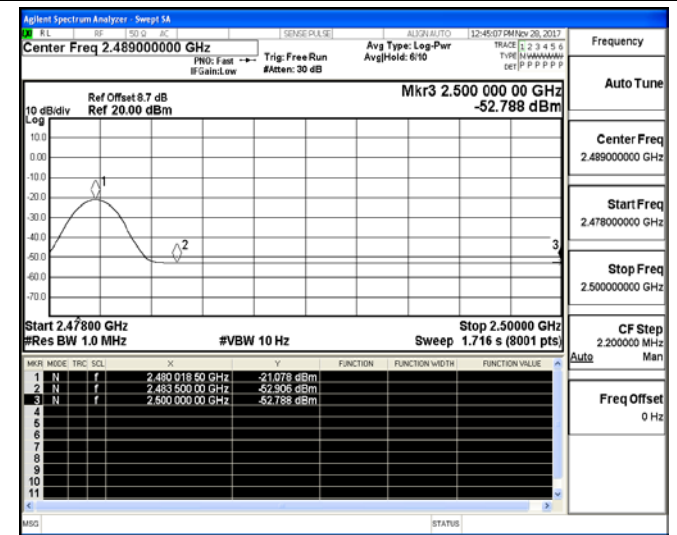 Agilent Spectrum Analyzer - Swept SA
RL RF 50 Ω AC SENSE:PULSE ALIGN AUTO 12:45:07 PM Nov 28, 2017
Center Freq 2.489000000 GHz
PNO: Fast
IFGain:Low
Trig: Free Run
#Atten: 30 dB
Avg Type: Log-Pwr
Avg|Hold: 6/10
TRACE 1 2 3 4 5 6
TYPE
DET P P P P P P
Ref Offset 8.7 dB
10 dB/div Ref 20.00 dBm
Log
Mkr3 2.500 000 00 GHz
-52.788 dBm
10.0
0.00
-10.0
-20.0
-30.0
-40.0
-50.0
-60.0
-70.0
1
2
3
Start 2.47800 GHz Stop 2.50000 GHz
#Res BW 1.0 MHz #VBW 10 Hz Sweep 1.716 s (8001 pts)
MKR MODE TRC SCL X Y FUNCTION FUNCTION WIDTH FUNCTION VALUE
1 N f 2.480 018 50 GHz -21.078 dBm
2 N f 2.483 500 00 GHz -52.906 dBm
3 N f 2.500 000 00 GHz -52.788 dBm
4
5
6
7
8
9
10
11
MSG STATUS
Frequency
Auto Tune
Center Freq
2.489000000 GHz
Start Freq
2.478000000 GHz
Stop Freq
2.500000000 GHz
CF Step
2.200000 MHz
Auto Man
Freq Offset
0 Hz